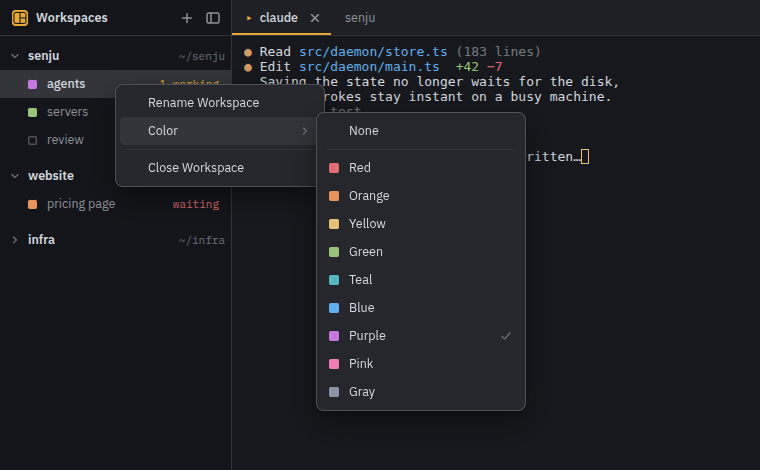 Workspaces
claude
senju
senju ~/senju
agents
servers
review
website
pricing page waiting
infra ~/infra
Read src/daemon/store.ts (183 lines)
Edit src/daemon/main.ts +42 −7
Saving the state no longer waits for the disk,
stay instant on a busy machine.
Rename Workspace
Color
Close Workspace
None
Red
Orange
Yellow
Green
Teal
Blue
Purple
Pink
Gray